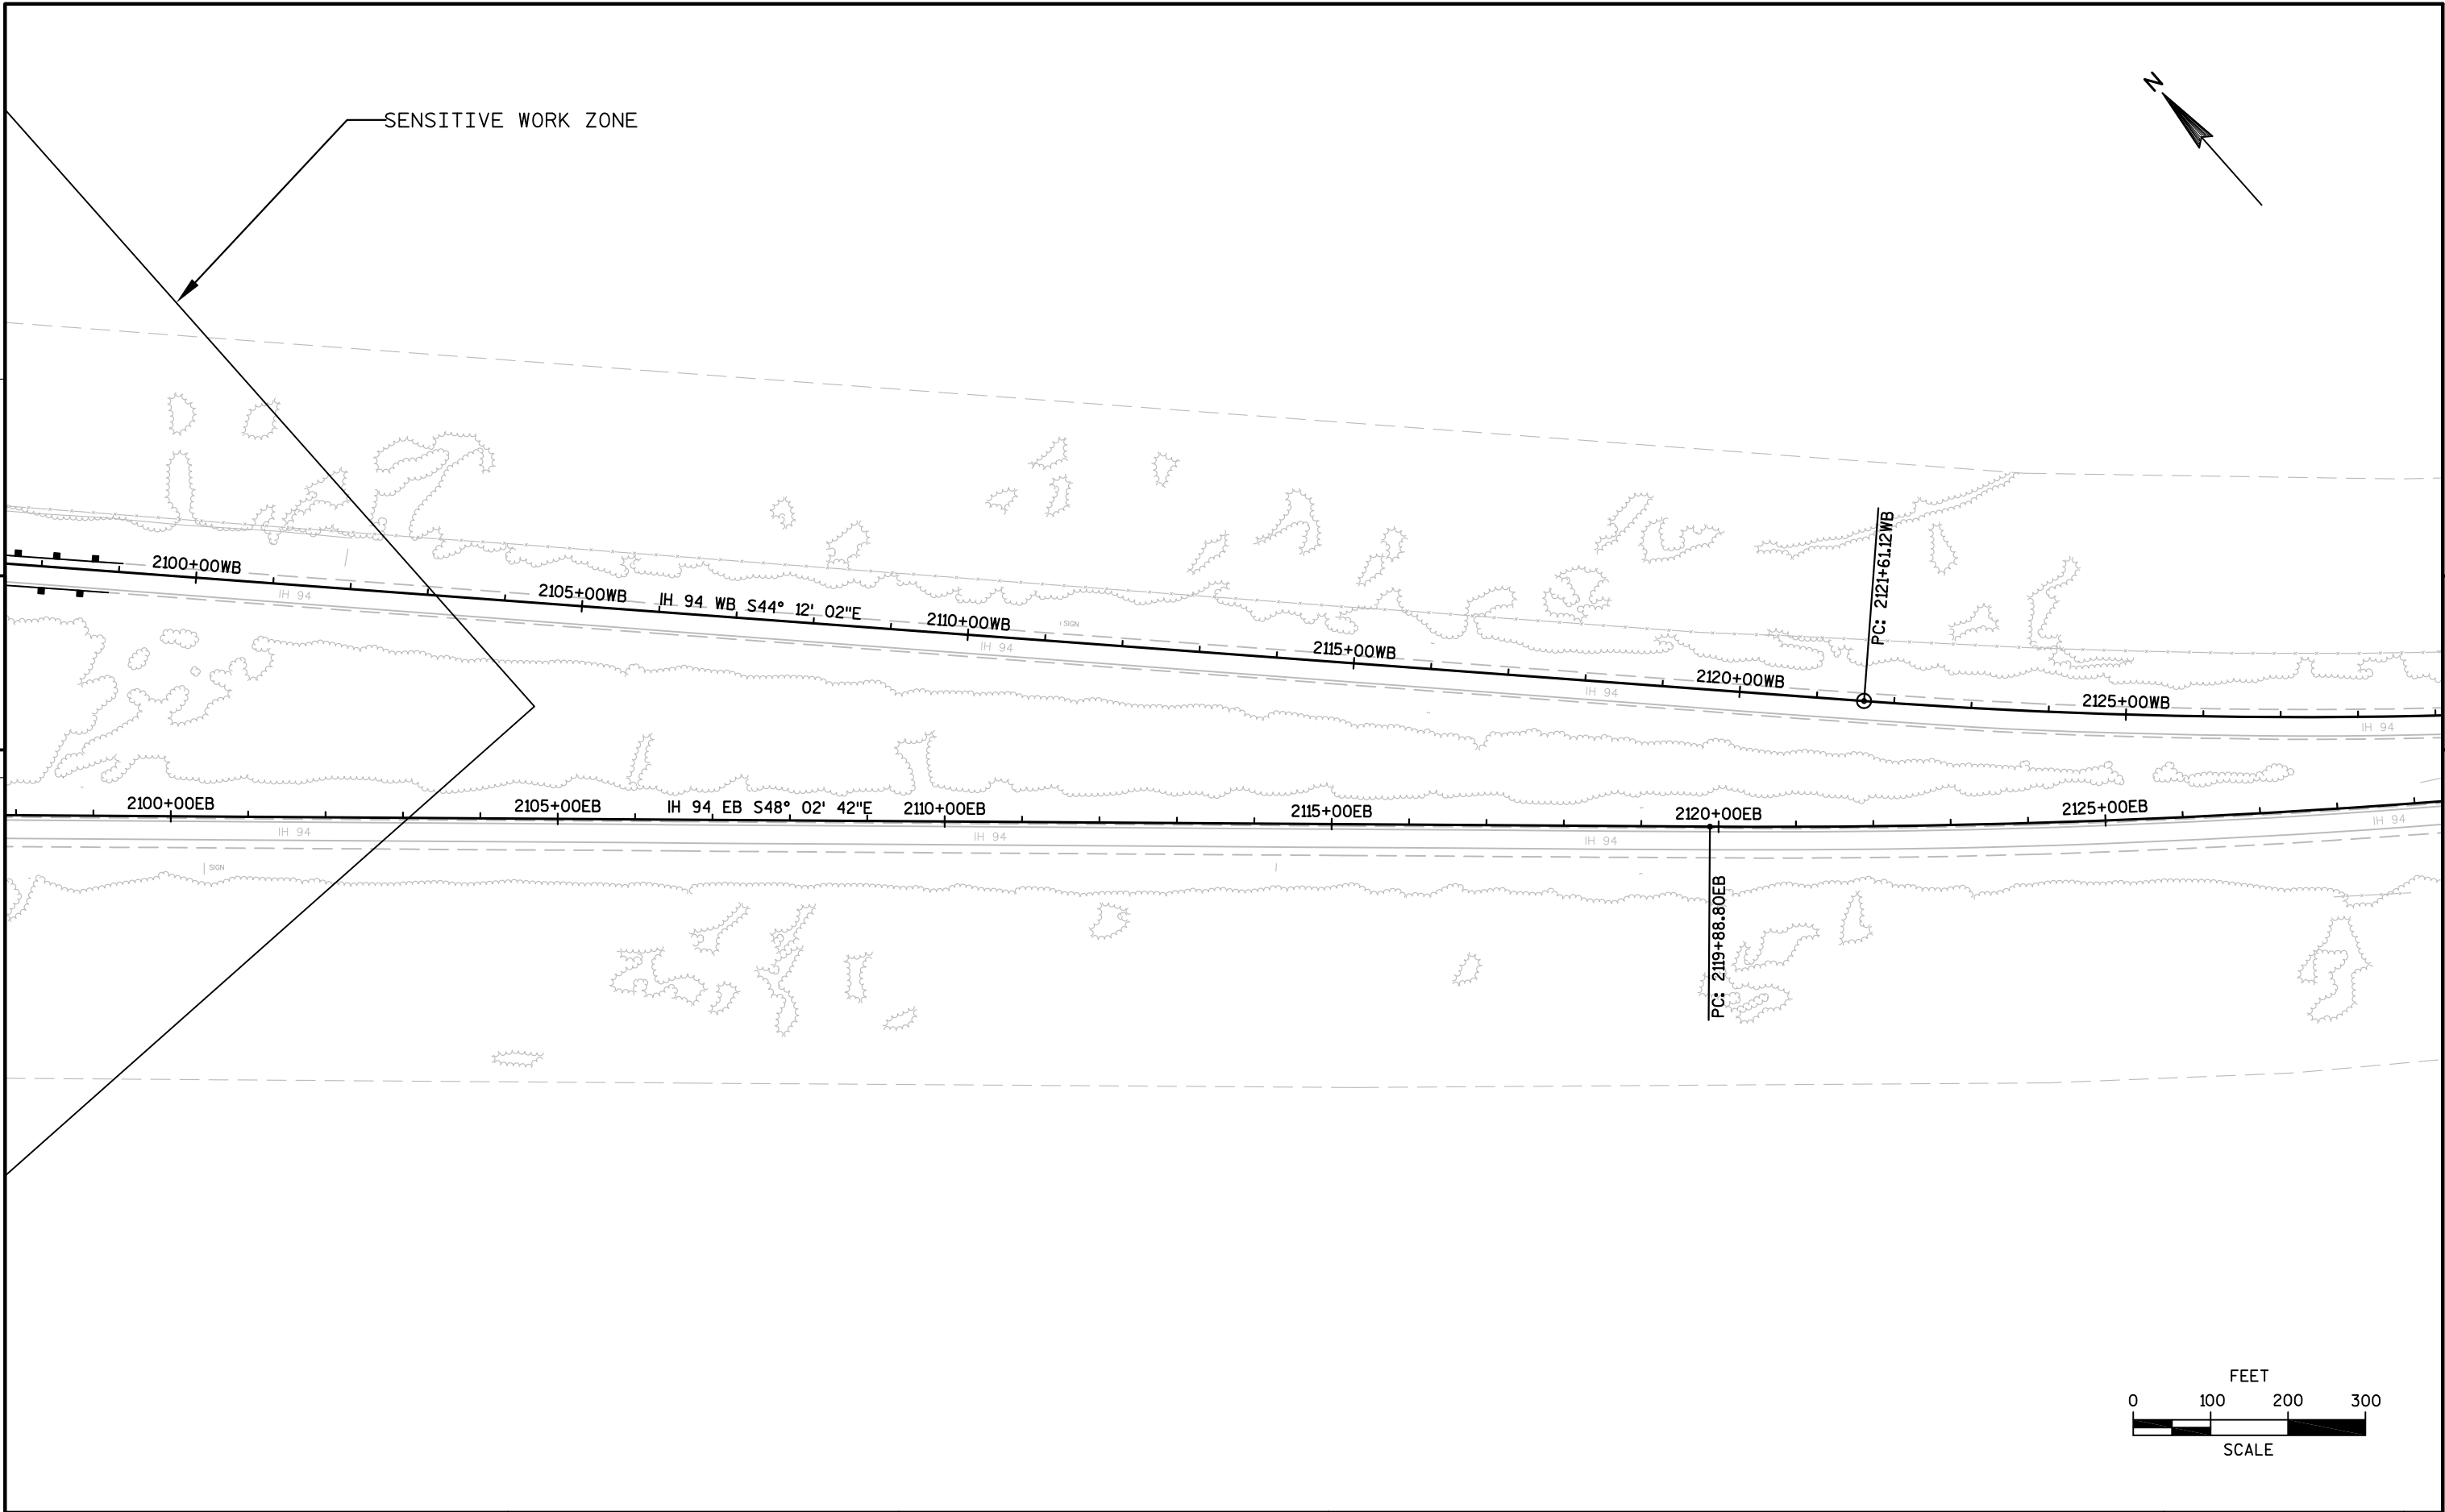 N
SENSITIVE WORK ZONE
PC: 2121+61.12WB
2100+00WB
IH 94
2105+00WB
IH 94 WB S44° 12' 02"E
2110+00WB
SIGN
IH 94
2115+00WB
2120+00WB
IH 94
2125+00WB
IH 94
2100+00EB
2105+00EB
IH 94 EB S48° 02' 42"E
2110+00EB
2115+00EB
2120+00EB
2125+00EB
IH 94
IH 94
IH 94
IH 94
SIGN
PC: 2119+88.80EB
FEET
0 100 200 300
SCALE